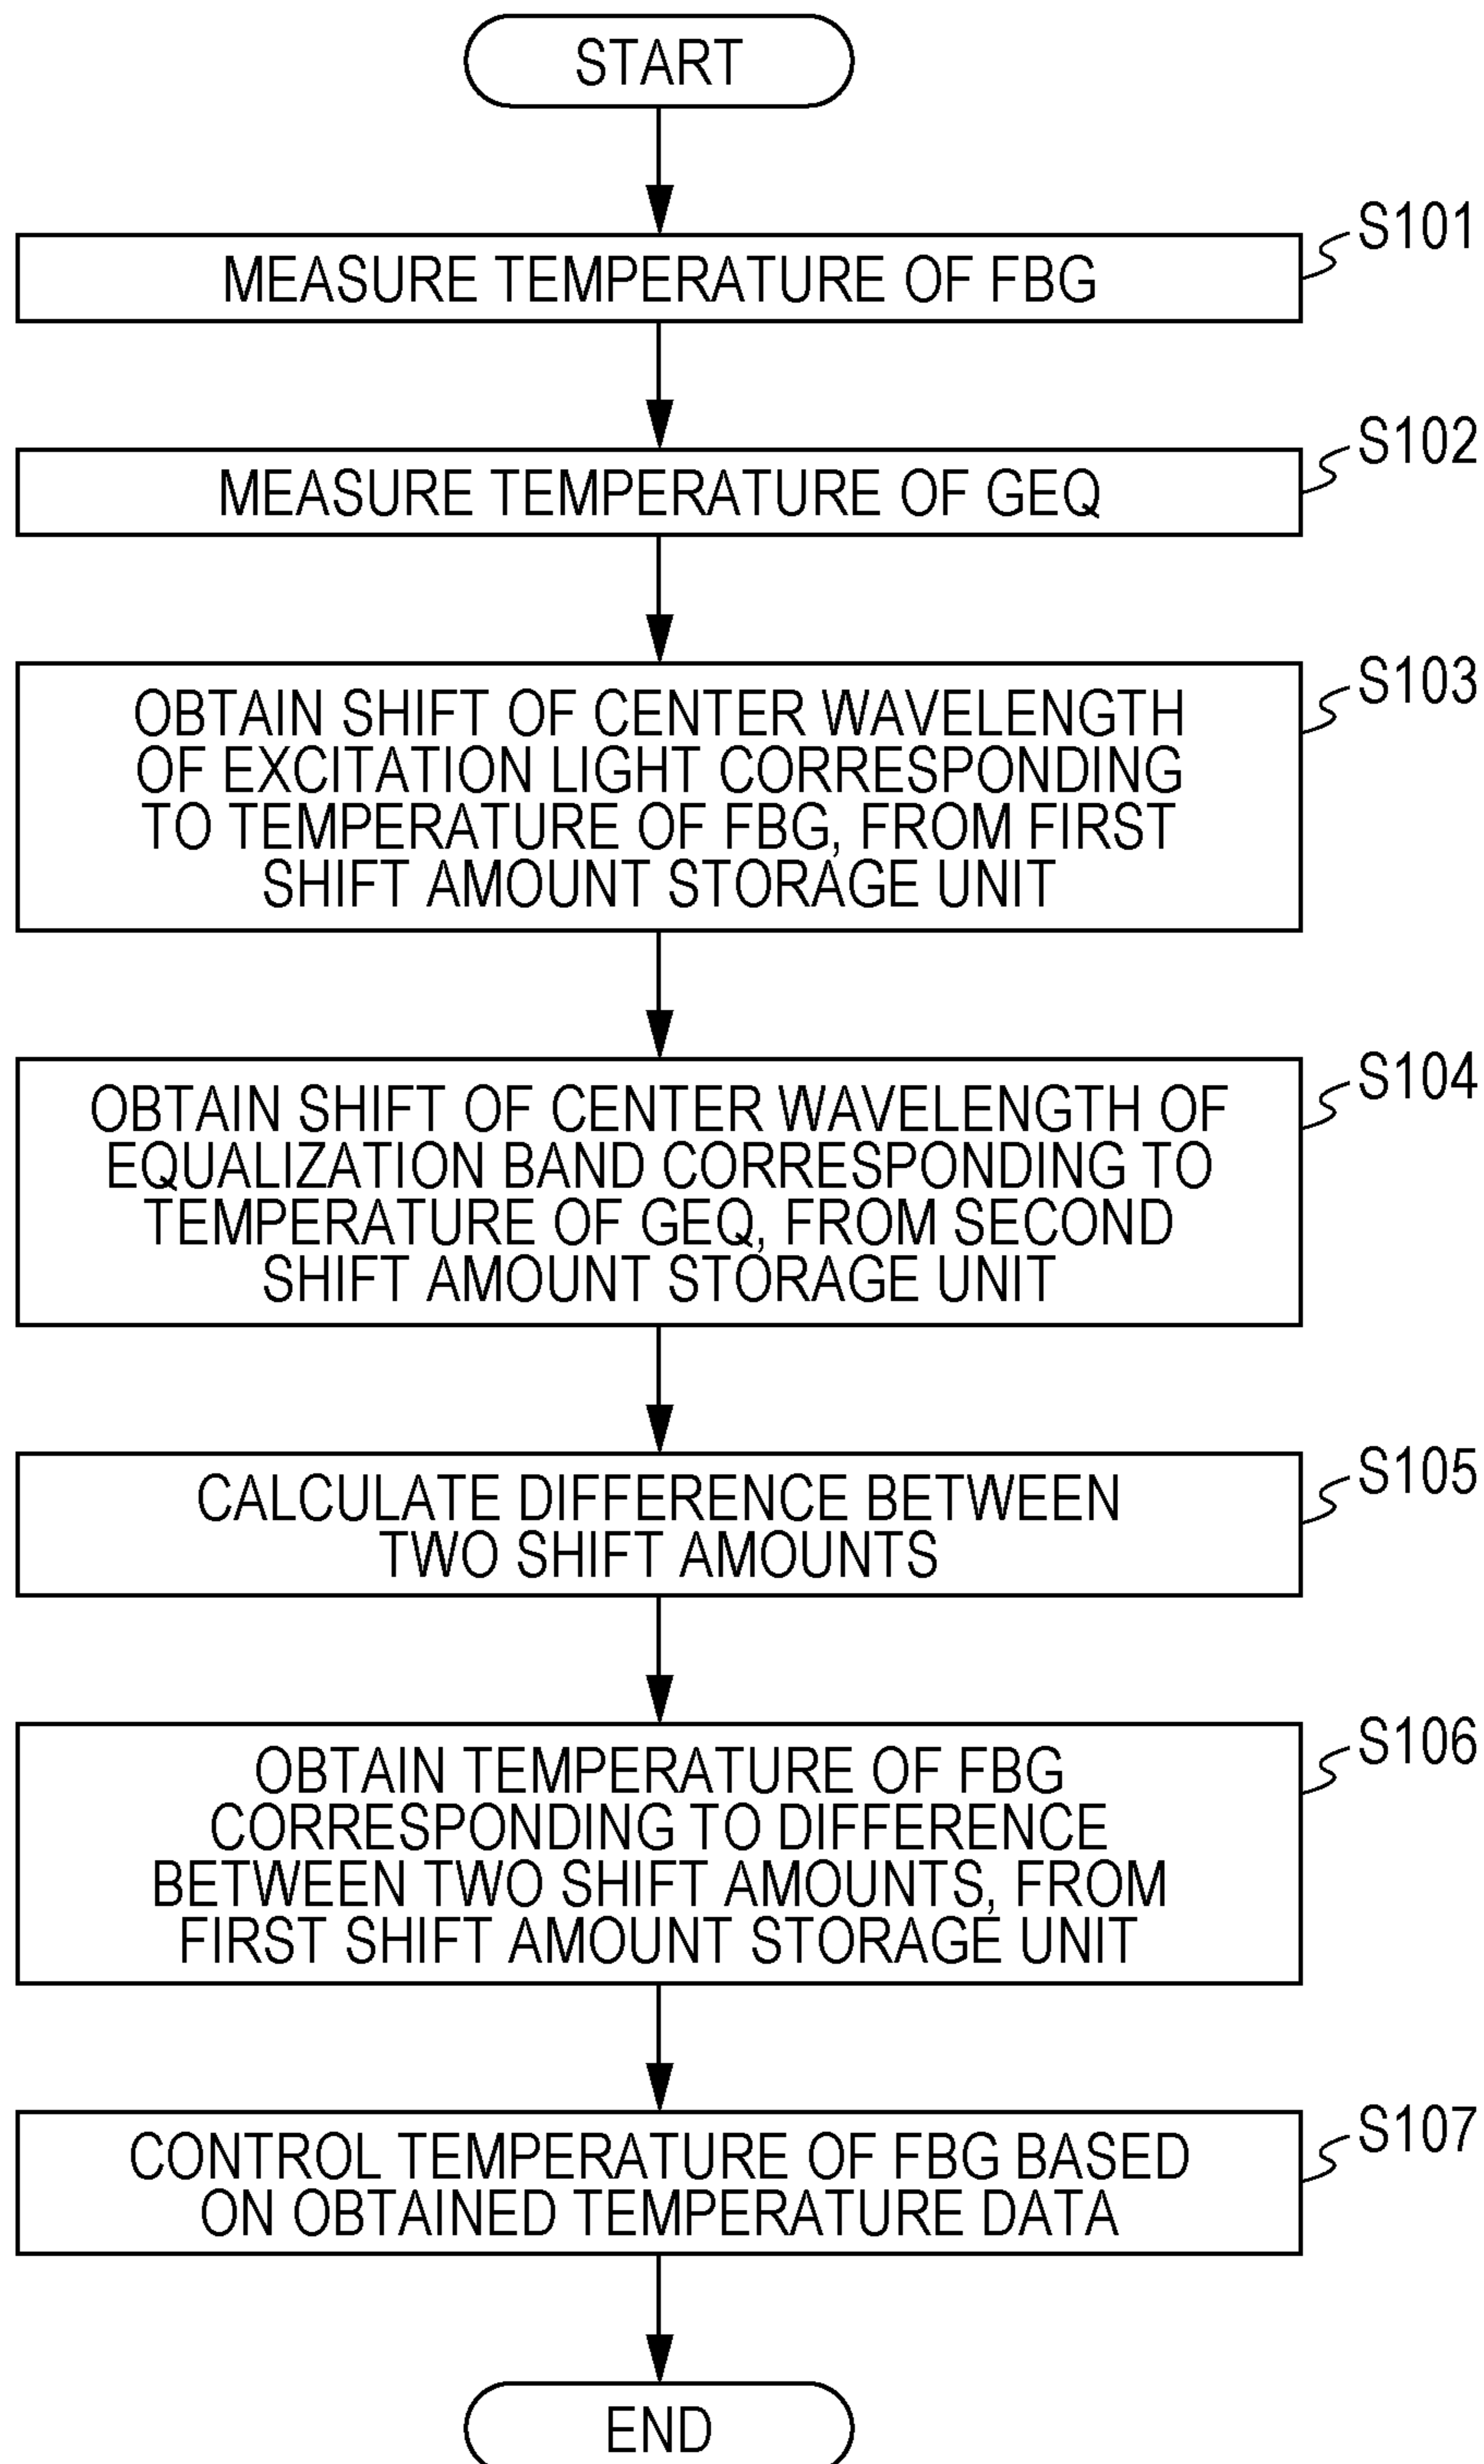 START
S101
MEASURE TEMPERATURE OF FBG
S102
MEASURE TEMPERATURE OF GEQ
S103
OBTAIN SHIFT OF CENTER WAVELENGTH
OF EXCITATION LIGHT CORRESPONDING
TO TEMPERATURE OF FBG, FROM FIRST
SHIFT AMOUNT STORAGE UNIT
S104
OBTAIN SHIFT OF CENTER WAVELENGTH OF
EQUALIZATION BAND CORRESPONDING TO
TEMPERATURE OF GEQ, FROM SECOND
SHIFT AMOUNT STORAGE UNIT
S105
CALCULATE DIFFERENCE BETWEEN
TWO SHIFT AMOUNTS
S106
OBTAIN TEMPERATURE OF FBG
CORRESPONDING TO DIFFERENCE
BETWEEN TWO SHIFT AMOUNTS, FROM
FIRST SHIFT AMOUNT STORAGE UNIT
S107
CONTROL TEMPERATURE OF FBG BASED
ON OBTAINED TEMPERATURE DATA
END